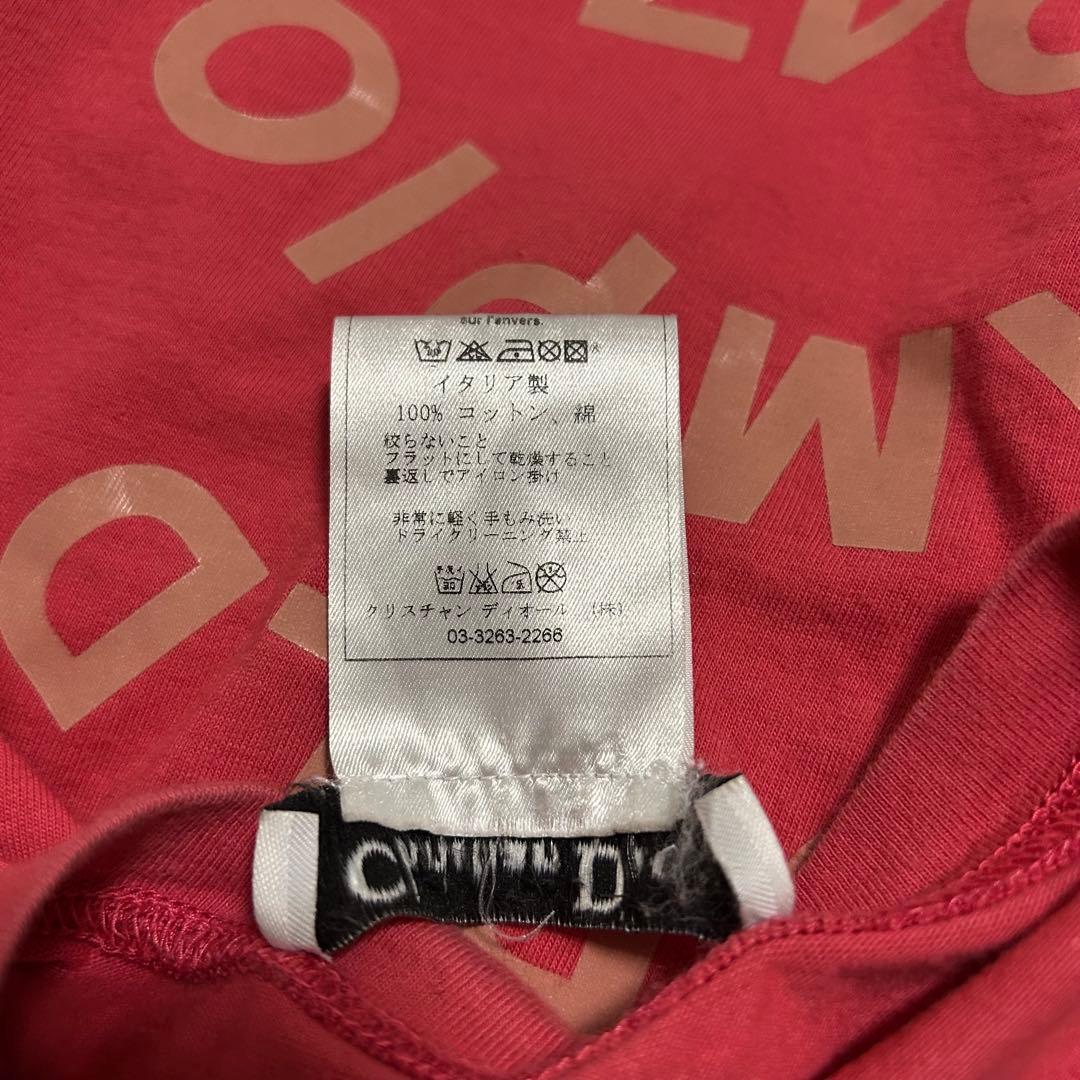 sur l'envers.
イタリア製
100% コットン、綿
絞らないこと
フラットにして乾燥すること
裏返しでアイロン掛け
非常に軽く手もみ洗い
ドライクリーニング禁止
クリスチャン ディオール (株)
03-3263-2266